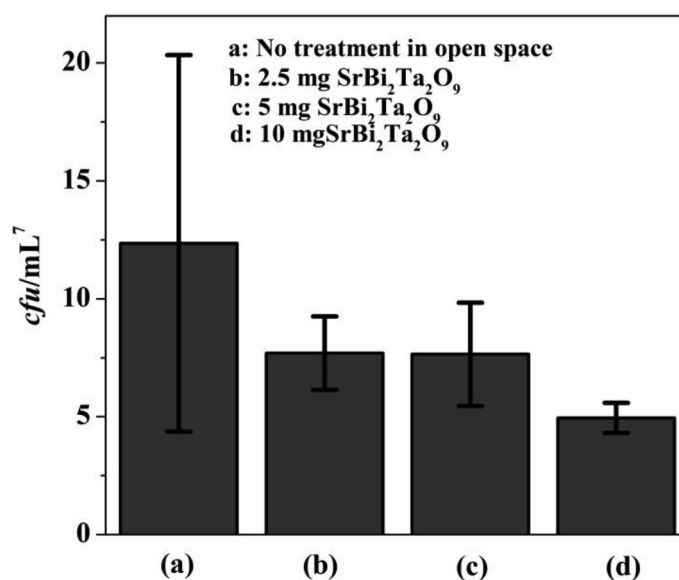 a: No treatment in open space
b: 2.5 mg SrBi₂Ta₂O₉
c: 5 mg SrBi₂Ta₂O₉
d: 10 mgSrBi₂Ta₂O₉
20
15
10
5
0
cfu/mL⁷
(a) (b) (c) (d)